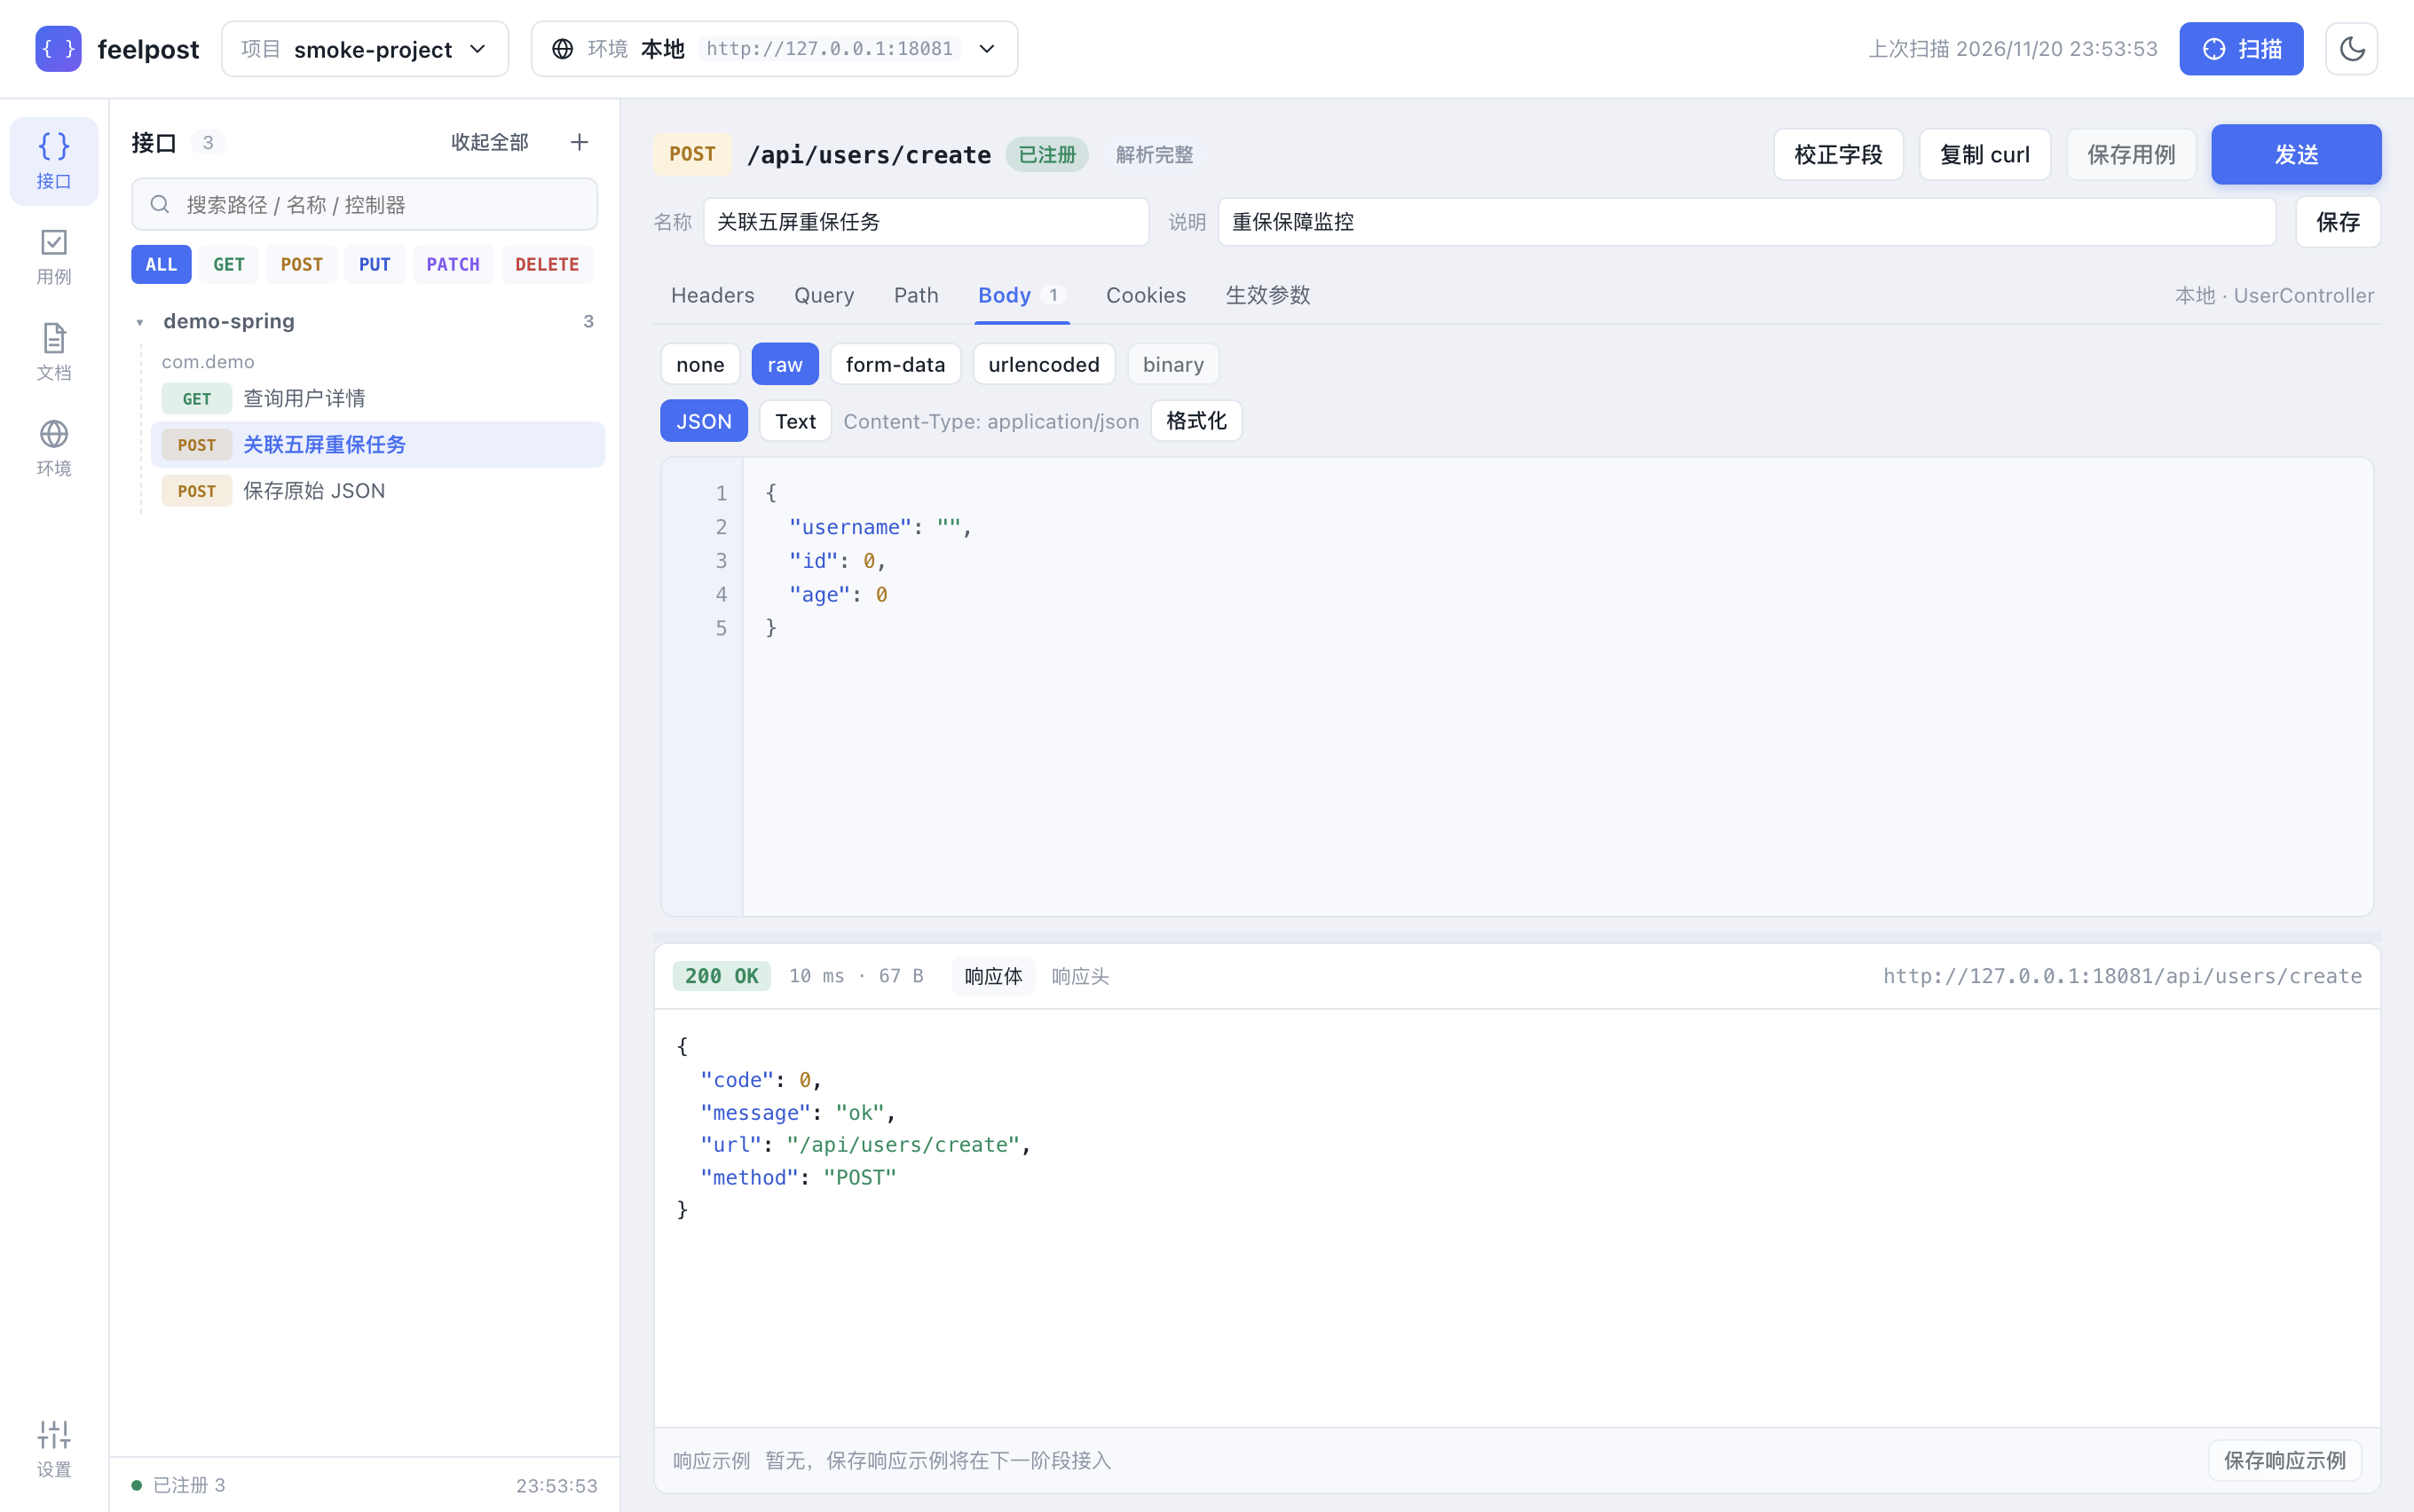 { } feelpost 项目 smoke-project 环境 本地 http://127.0.0.1:18081 上次扫描 2026/11/20 23:53:53 扫描
接口
用例
文档
环境
设置
接口 3 收起全部 +
搜索路径 / 名称 / 控制器
ALL GET POST PUT PATCH DELETE
demo-spring 3
com.demo
GET 查询用户详情
POST 关联五屏重保任务
POST 保存原始 JSON
已注册 3 23:53:53
POST /api/users/create 已注册 解析完整 校正字段 复制 curl 保存用例 发送
名称 关联五屏重保任务 说明 重保保障监控 保存
Headers Query Path Body 1 Cookies 生效参数 本地 · UserController
none raw form-data urlencoded binary
JSON Text Content-Type: application/json 格式化
1 {
2 "username": "",
3 "id": 0,
4 "age": 0
5 }
200 OK 10 ms · 67 B 响应体 响应头 http://127.0.0.1:18081/api/users/create
{
"code": 0,
"message": "ok",
"url": "/api/users/create",
"method": "POST"
}
响应示例 暂无，保存响应示例将在下一阶段接入 保存响应示例